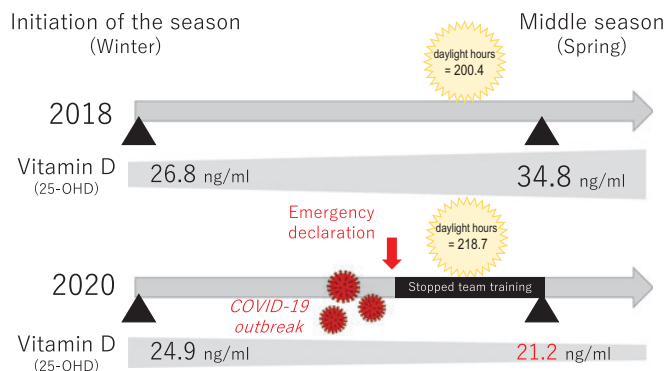 Initiation of the season
(Winter)
Middle season
(Spring)
daylight hours
= 200.4
2018
Vitamin D
(25-OHD)
26.8 ng/ml
34.8 ng/ml
Emergency
declaration
daylight hours
= 218.7
2020
Stopped team training
COVID-19
outbreak
Vitamin D
(25-OHD)
24.9 ng/ml
21.2 ng/ml